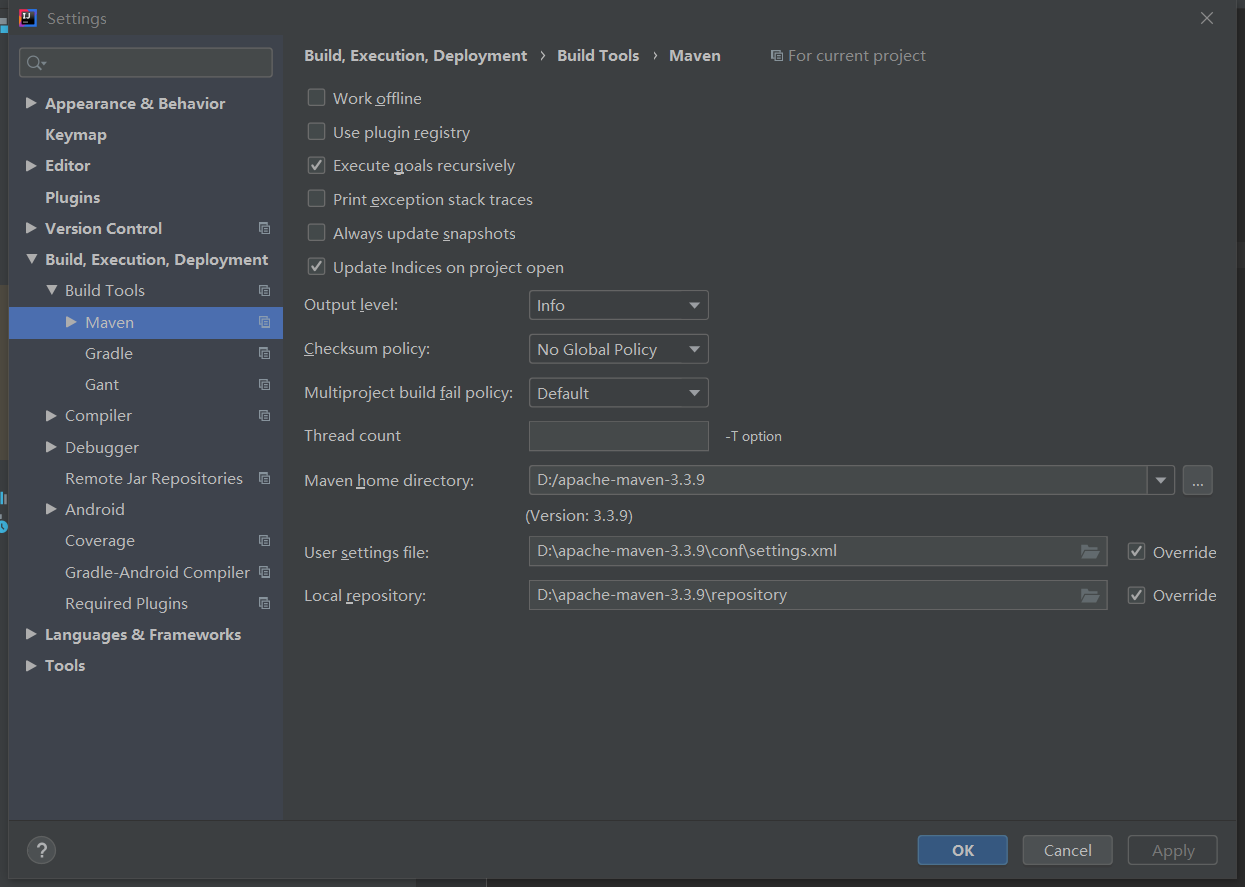 Settings
Build, Execution, Deployment › Build Tools › Maven For current project
Appearance & Behavior
Keymap
Editor
Plugins
Version Control
Build, Execution, Deployment
Build Tools
Maven
Gradle
Gant
Compiler
Debugger
Remote Jar Repositories
Android
Coverage
Gradle-Android Compiler
Required Plugins
Languages & Frameworks
Tools
Work offline
Use plugin registry
Execute goals recursively
Print exception stack traces
Always update snapshots
Update Indices on project open
Output level: Info
Checksum policy: No Global Policy
Multiproject build fail policy: Default
Thread count -T option
Maven home directory: D:/apache-maven-3.3.9 ...
(Version: 3.3.9)
User settings file: D:\apache-maven-3.3.9\conf\settings.xml Override
Local repository: D:\apache-maven-3.3.9\repository Override
? OK Cancel Apply